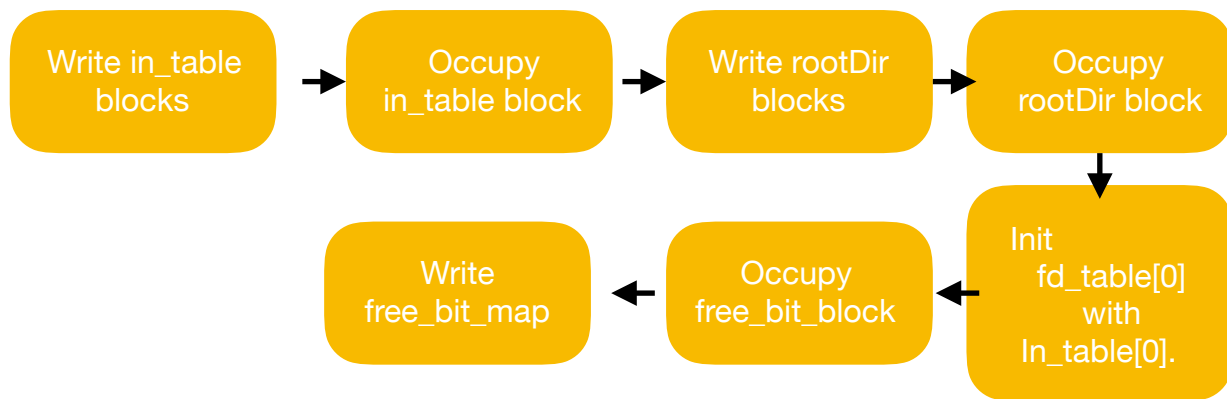 Write in_table
blocks
Occupy
in_table block
Write rootDir
blocks
Occupy
rootDir block
Init
fd_table[0]
with
In_table[0].
Occupy
free_bit_block
Write
free_bit_map